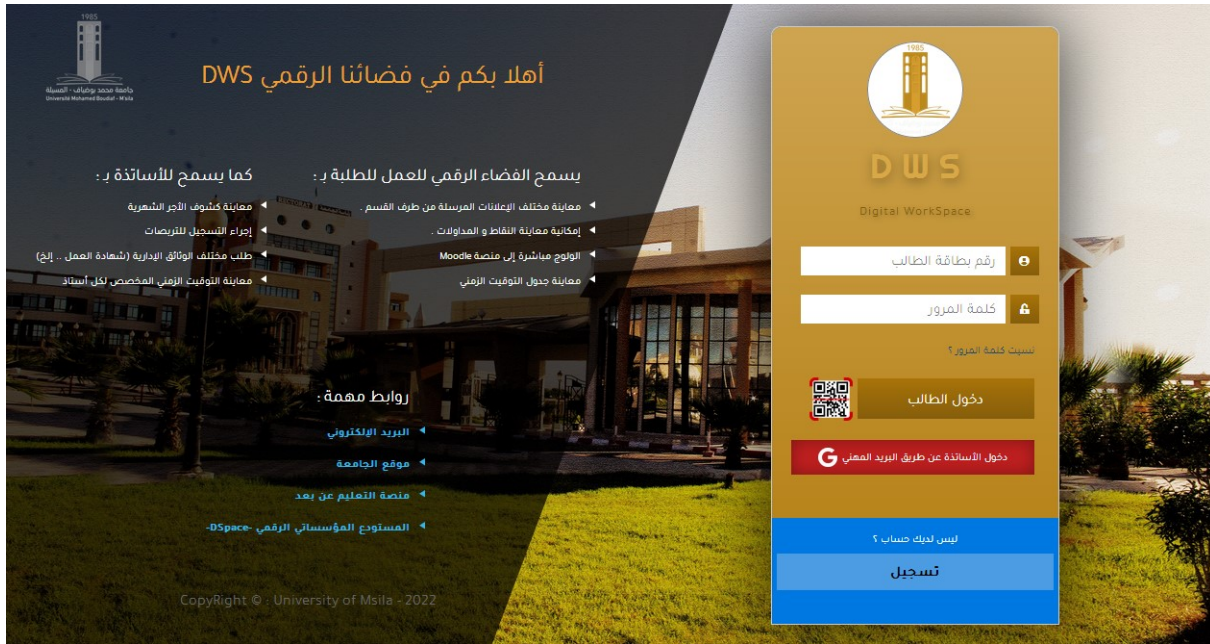 1985
جامعة محمد بوضياف - المسيلة
Université Mohamed Boudiaf - M'sila
أهلا بكم في فضائنا الرقمي DWS
يسمح الفضاء الرقمي للعمل للطلبة بـ :
معاينة مختلف الإعلانات المرسلة من طرف القسم .
إمكانية معاينة النقاط و المداولات .
الولوج مباشرة إلى منصة Moodle
معاينة جدول التوقيت الزمني
كما يسمح للأساتذة بـ :
معاينة كشوف الأجر الشهرية
إجراء التسجيل للتربصات
طلب مختلف الوثائق الإدارية (شهادة العمل .. إلخ)
معاينة التوقيت الزمني المخصص لكل أستاذ
RECTORAT
روابط مهمة :
البريد الإلكتروني
موقع الجامعة
منصة التعليم عن بعد
المستودع المؤسساتي الرقمي -DSpace-
CopyRight © : University of Msila - 2022
1985
DWS
Digital WorkSpace
رقم بطاقة الطالب
كلمة المرور
نسيت كلمة المرور ؟
دخول الطالب
دخول الأساتذة عن طريق البريد المهني G
ليس لديك حساب ؟
تسجيل